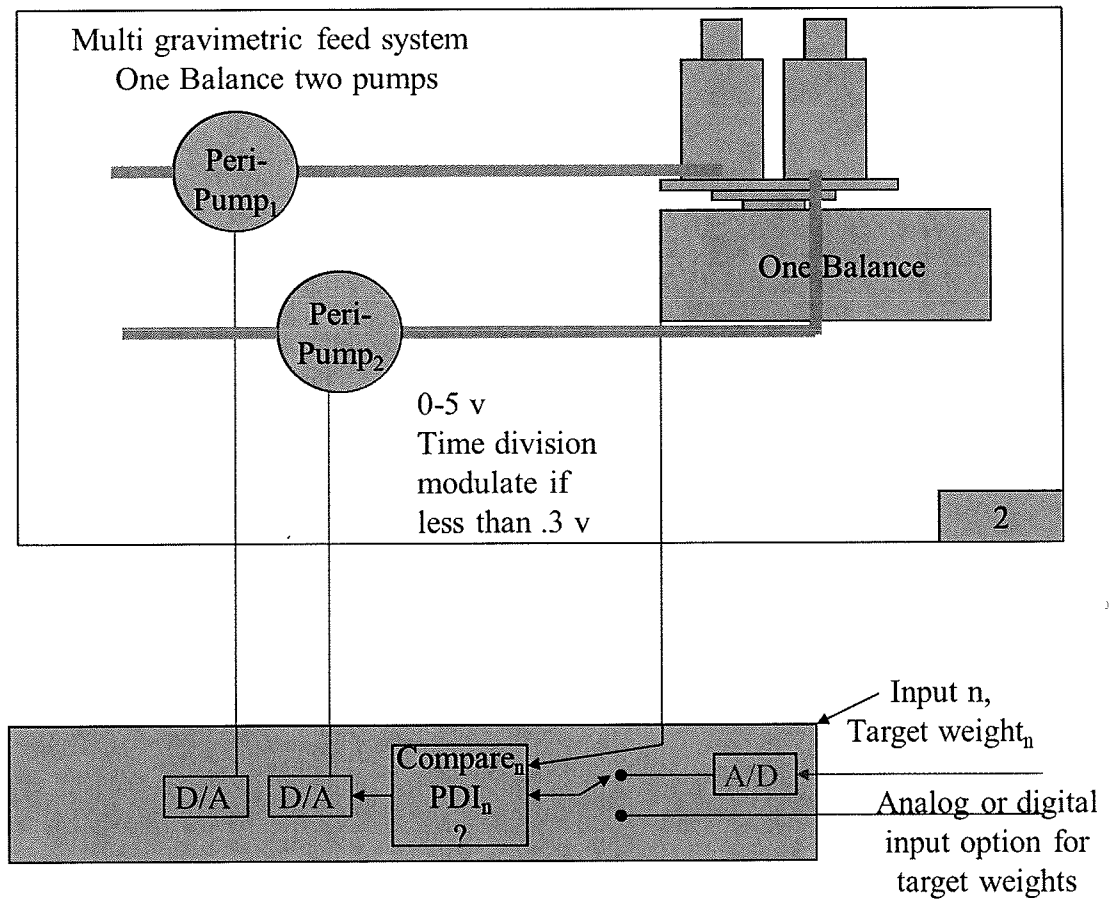 Multi gravimetric feed system
One Balance two pumps
Peri-
Pump₁
One Balance
Peri-
Pump₂
0-5 v
Time division
modulate if
less than .3 v
2
Input n,
Target weightₙ
D/A
D/A
Compareₙ
PDIₙ
?
A/D
Analog or digital
input option for
target weights